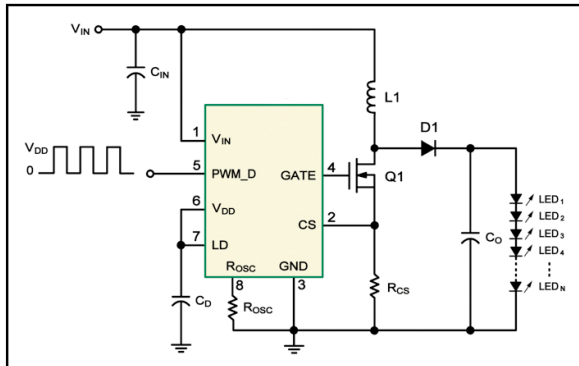 VIN
CIN
L1
D1
VDD
0
1
VIN
5
PWM_D
GATE
4
Q1
6
VDD
7
LD
CS
2
ROSC
GND
8
3
CD
ROSC
RCS
CO
LED1
LED2
LED3
LED4
LEDN